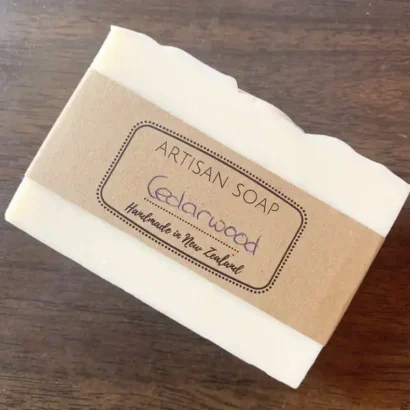 ARTISAN SOAP
Cedarwood
Handmade in New Zealand